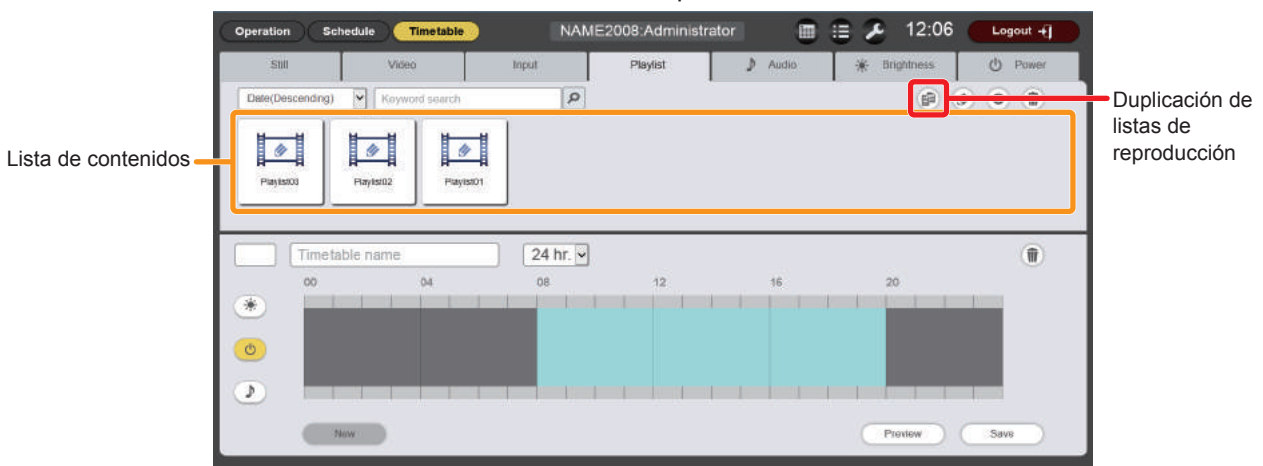 Operation Schedule Timetable NAME2008:Administrator 12:06 Logout
Still Video Input Playlist Audio Brightness Power
Date(Descending) Keyword search
Duplicación de
listas de
reproducción
Lista de contenidos
Playlist03 Playlist02 Playlist01
Timetable name 24 hr.
00 04 08 12 16 20
New Preview Save